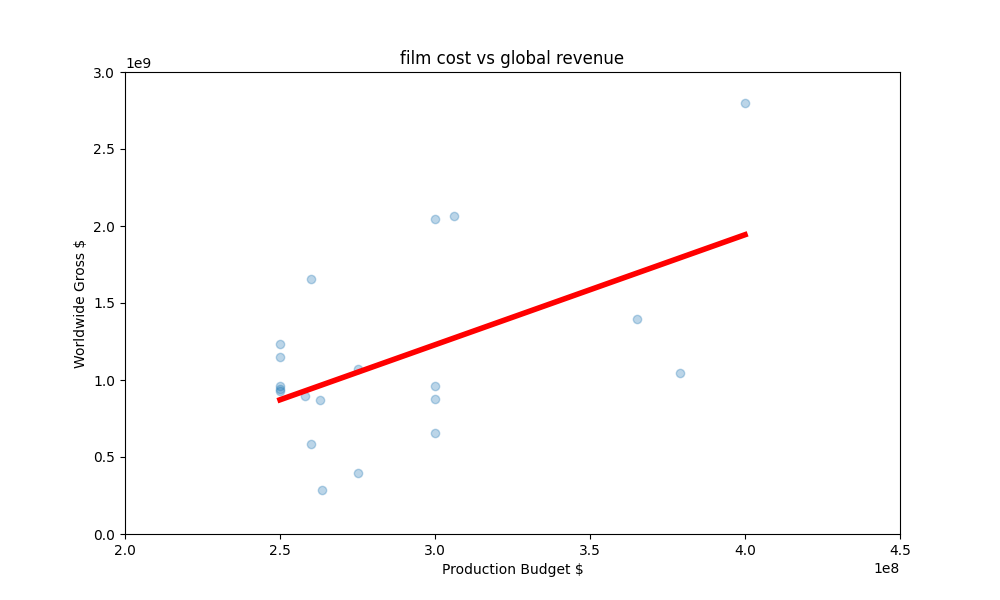 film cost vs global revenue
1e9
3.0
2.5
2.0
1.5
1.0
0.5
0.0
Worldwide Gross $
2.0 2.5 3.0 3.5 4.0 4.5
1e8
Production Budget $